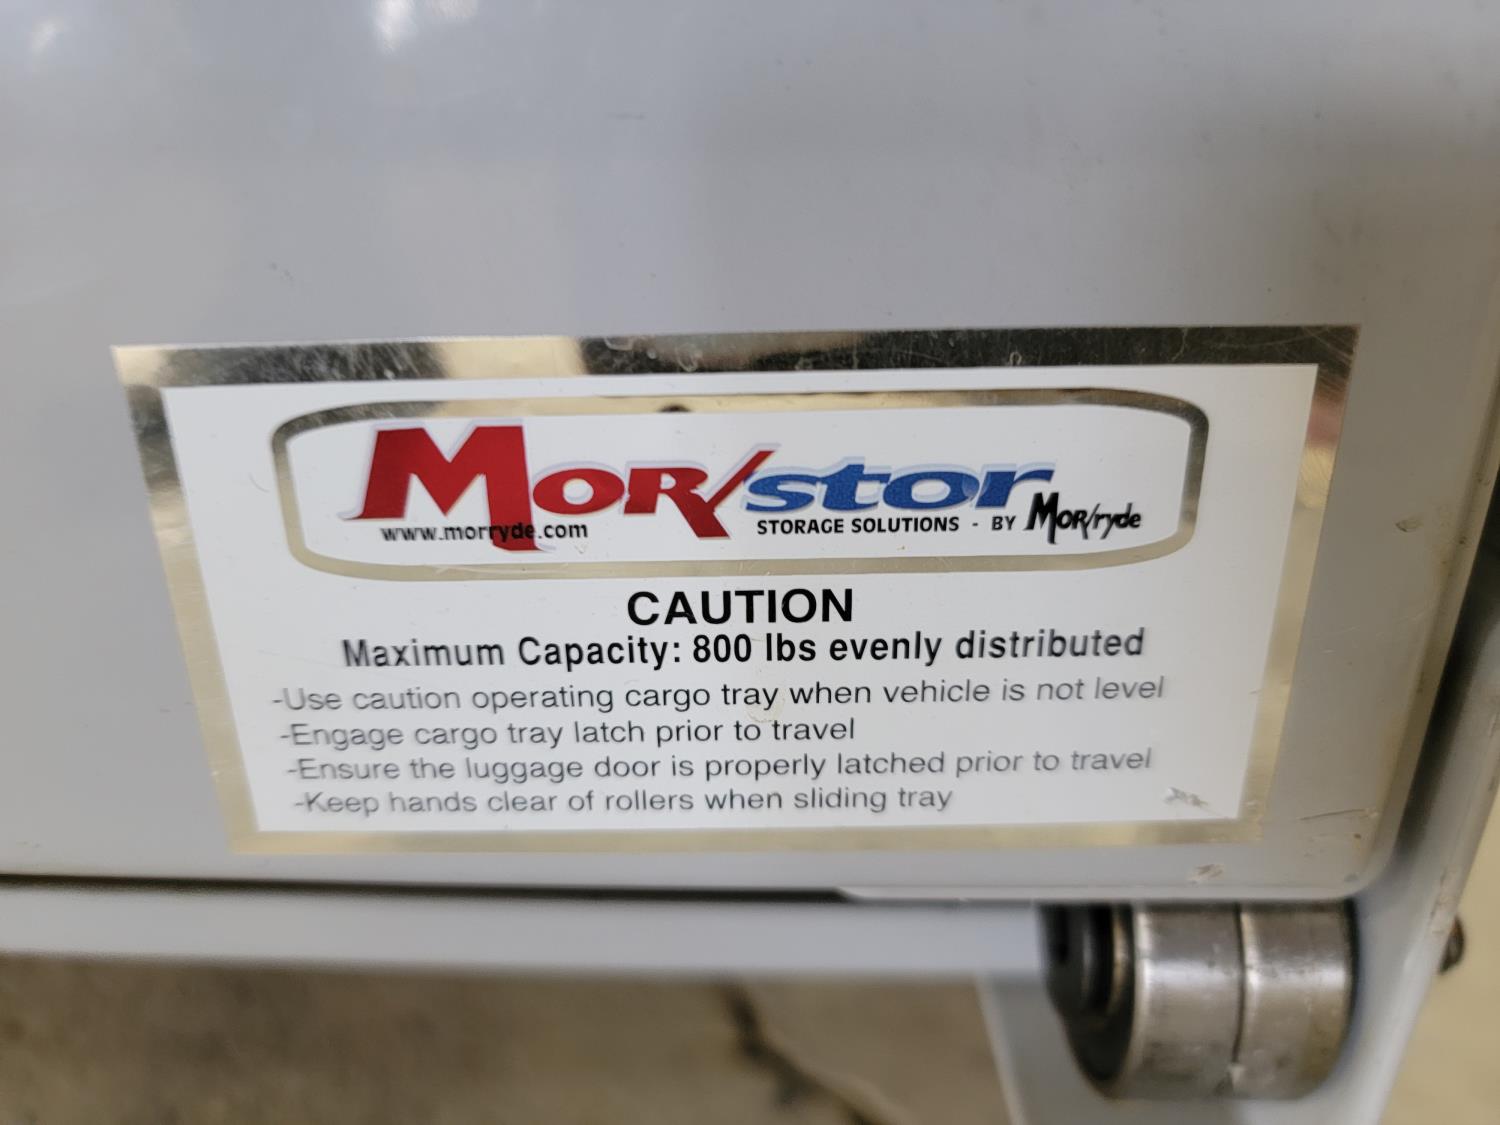 MOR/stor
www.morryde.com
STORAGE SOLUTIONS - BY MOR/ryde
CAUTION
Maximum Capacity: 800 lbs evenly distributed
-Use caution operating cargo tray when vehicle is not level
-Engage cargo tray latch prior to travel
-Ensure the luggage door is properly latched prior to travel
-Keep hands clear of rollers when sliding tray